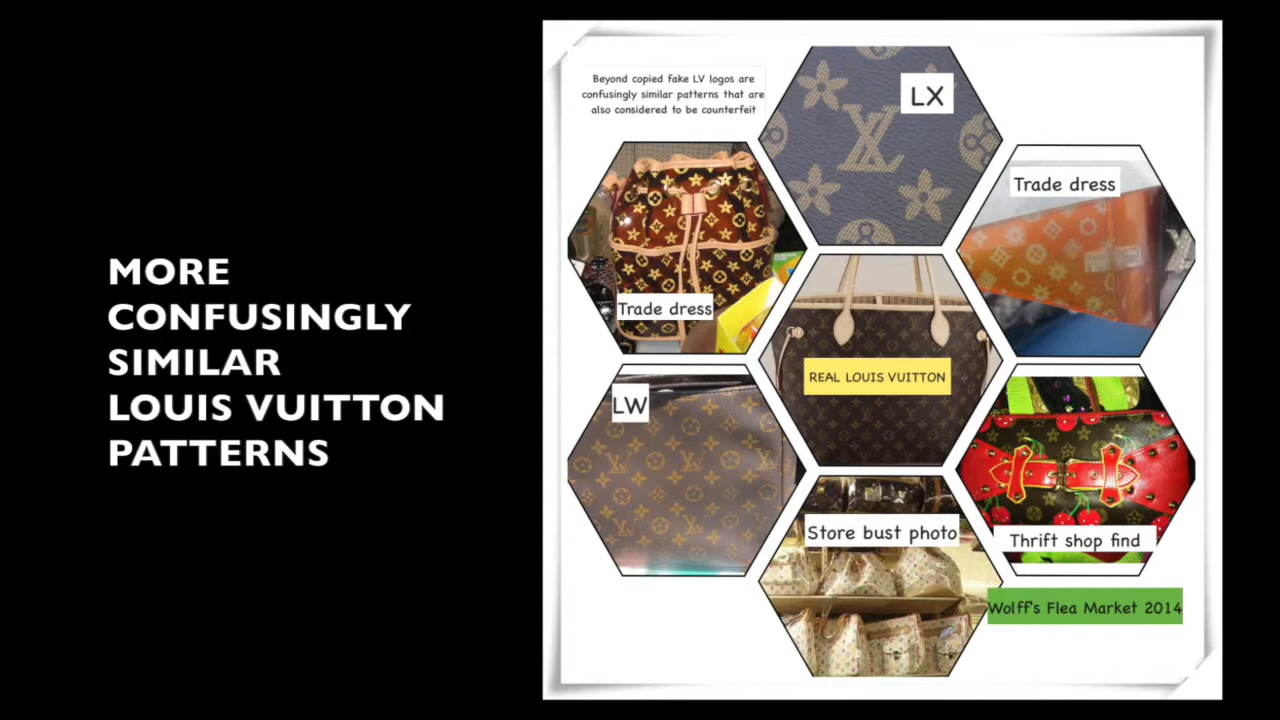 MORE
CONFUSINGLY
SIMILAR
LOUIS VUITTON
PATTERNS
Beyond copied fake LV logos are
confusingly similar patterns that are
also considered to be counterfeit
LX
Trade dress
Trade dress
REAL LOUIS VUITTON
LW
Store bust photo
Thrift shop find
Wolff's Flea Market 2014